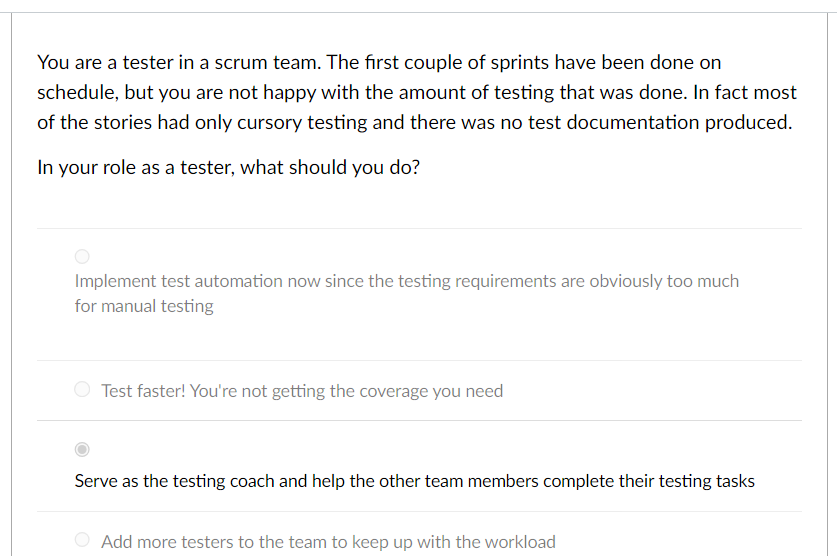 You are a tester in a scrum team. The first couple of sprints have been done on
schedule, but you are not happy with the amount of testing that was done. In fact most
of the stories had only cursory testing and there was no test documentation produced.
In your role as a tester, what should you do?
Implement test automation now since the testing requirements are obviously too much
for manual testing
Test faster! You're not getting the coverage you need
Serve as the testing coach and help the other team members complete their testing tasks
Add more testers to the team to keep up with the workload